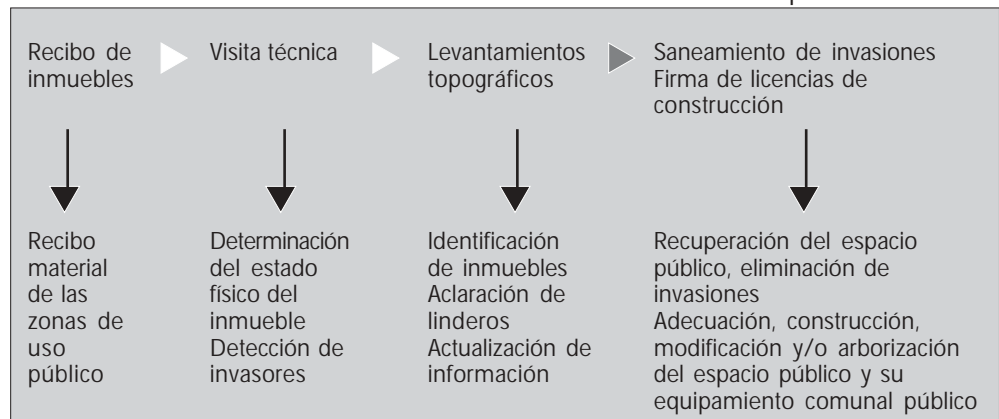 Recibo de
inmuebles
Visita técnica
Levantamientos
topográficos
Saneamiento de invasiones
Firma de licencias de
construcción
Recibo
material
de las
zonas de
uso
público
Determinación
del estado
físico del
inmueble
Detección de
invasores
Identificación
de inmuebles
Aclaración de
linderos
Actualización de
información
Recuperación del espacio
público, eliminación de
invasiones
Adecuación, construcción,
modificación y/o arborización
del espacio público y su
equipamiento comunal público